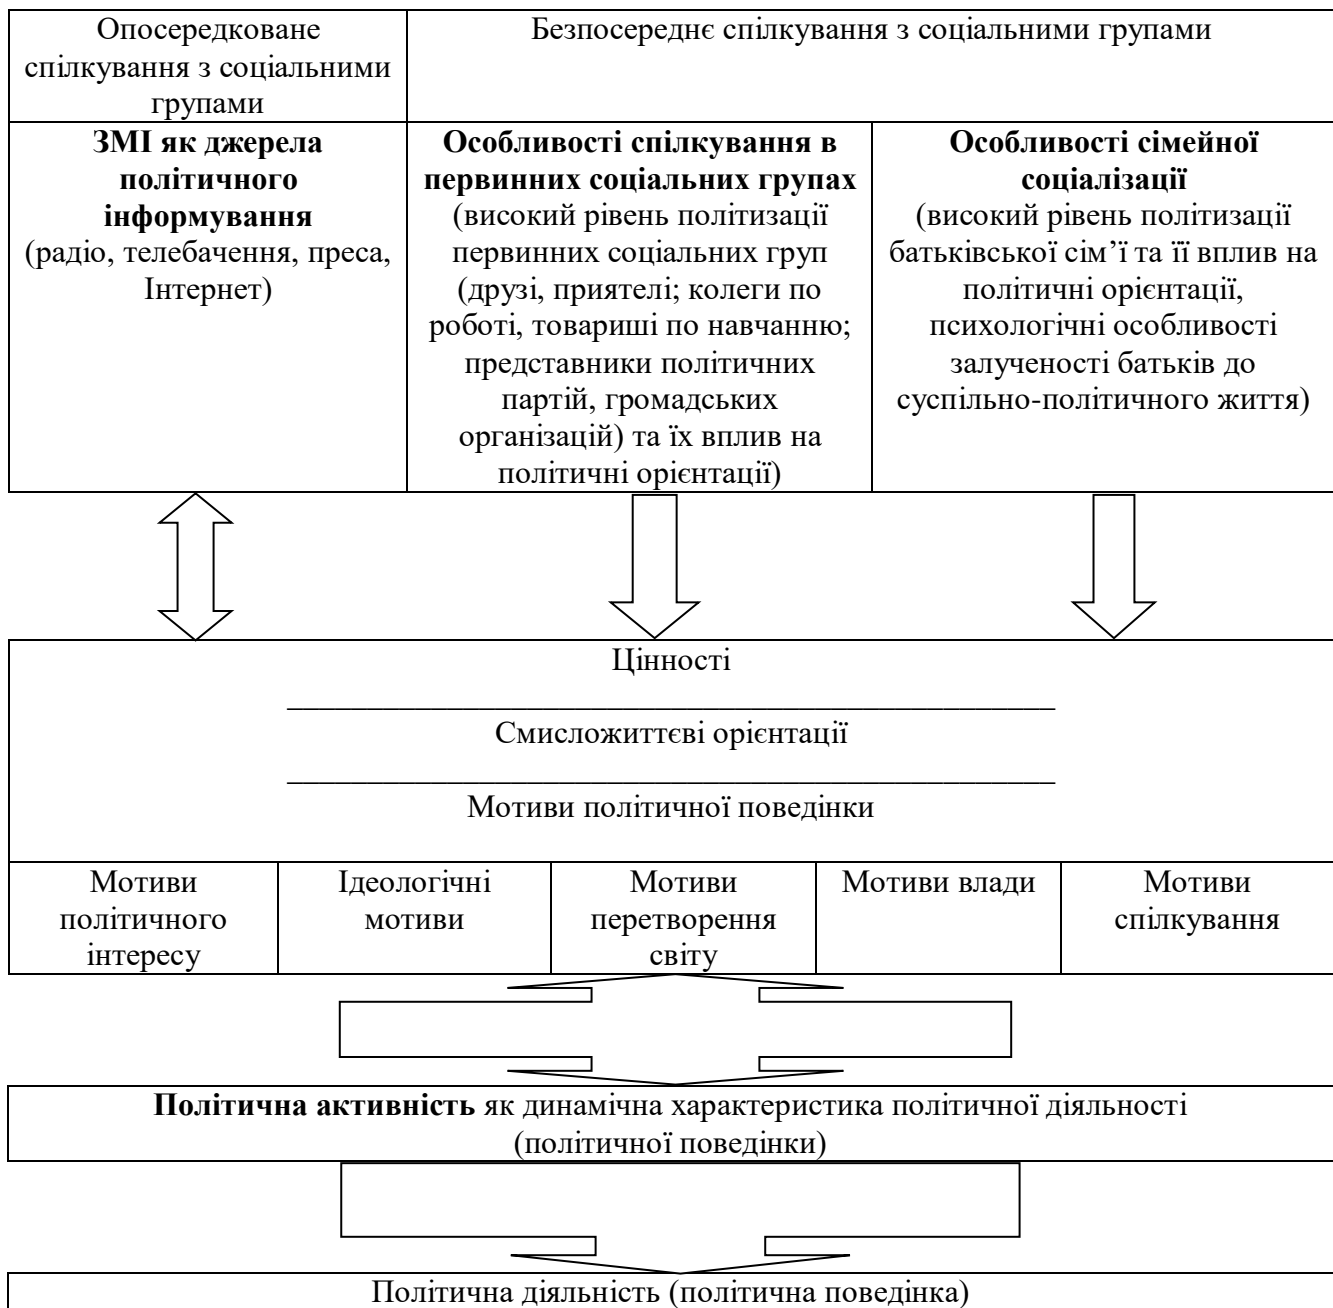 Опосередковане
спілкування з соціальними
групами
Безпосереднє спілкування з соціальними групами
ЗМІ як джерела
політичного
інформування
(радіо, телебачення, преса,
Інтернет)
Особливості спілкування в
первинних соціальних групах
(високий рівень політизації
первинних соціальних груп
(друзі, приятелі; колеги по
роботі, товариші по навчанню;
представники політичних
партій, громадських
організацій) та їх вплив на
політичні орієнтації)
Особливості сімейної
соціалізації
(високий рівень політизації
батьківської сім’ї та її вплив на
політичні орієнтації,
психологічні особливості
залученості батьків до
суспільно-політичного життя)
Цінності
Смисложиттєві орієнтації
Мотиви політичної поведінки
Мотиви
політичного
інтересу
Ідеологічні
мотиви
Мотиви
перетворення
світу
Мотиви влади
Мотиви
спілкування
Політична активність як динамічна характеристика політичної діяльності
(політичної поведінки)
Політична діяльність (політична поведінка)